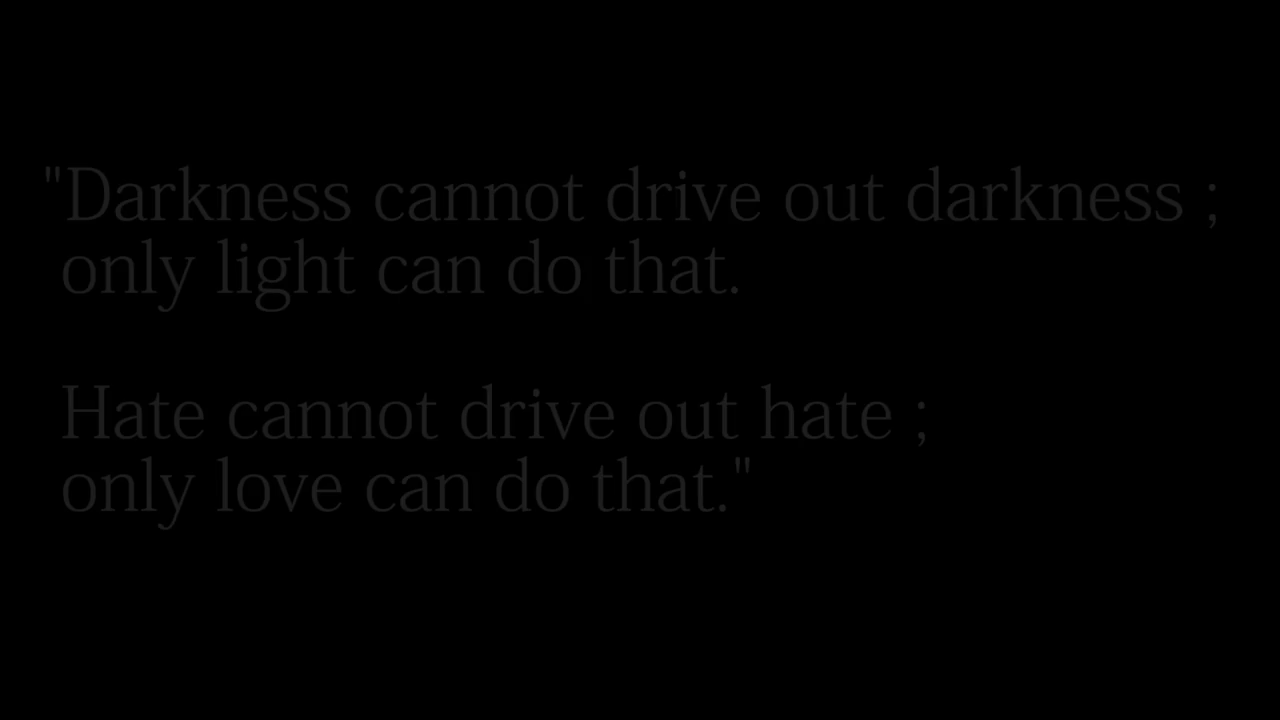 "Darkness cannot drive out darkness ;
only light can do that.
Hate cannot drive out hate ;
only love can do that."